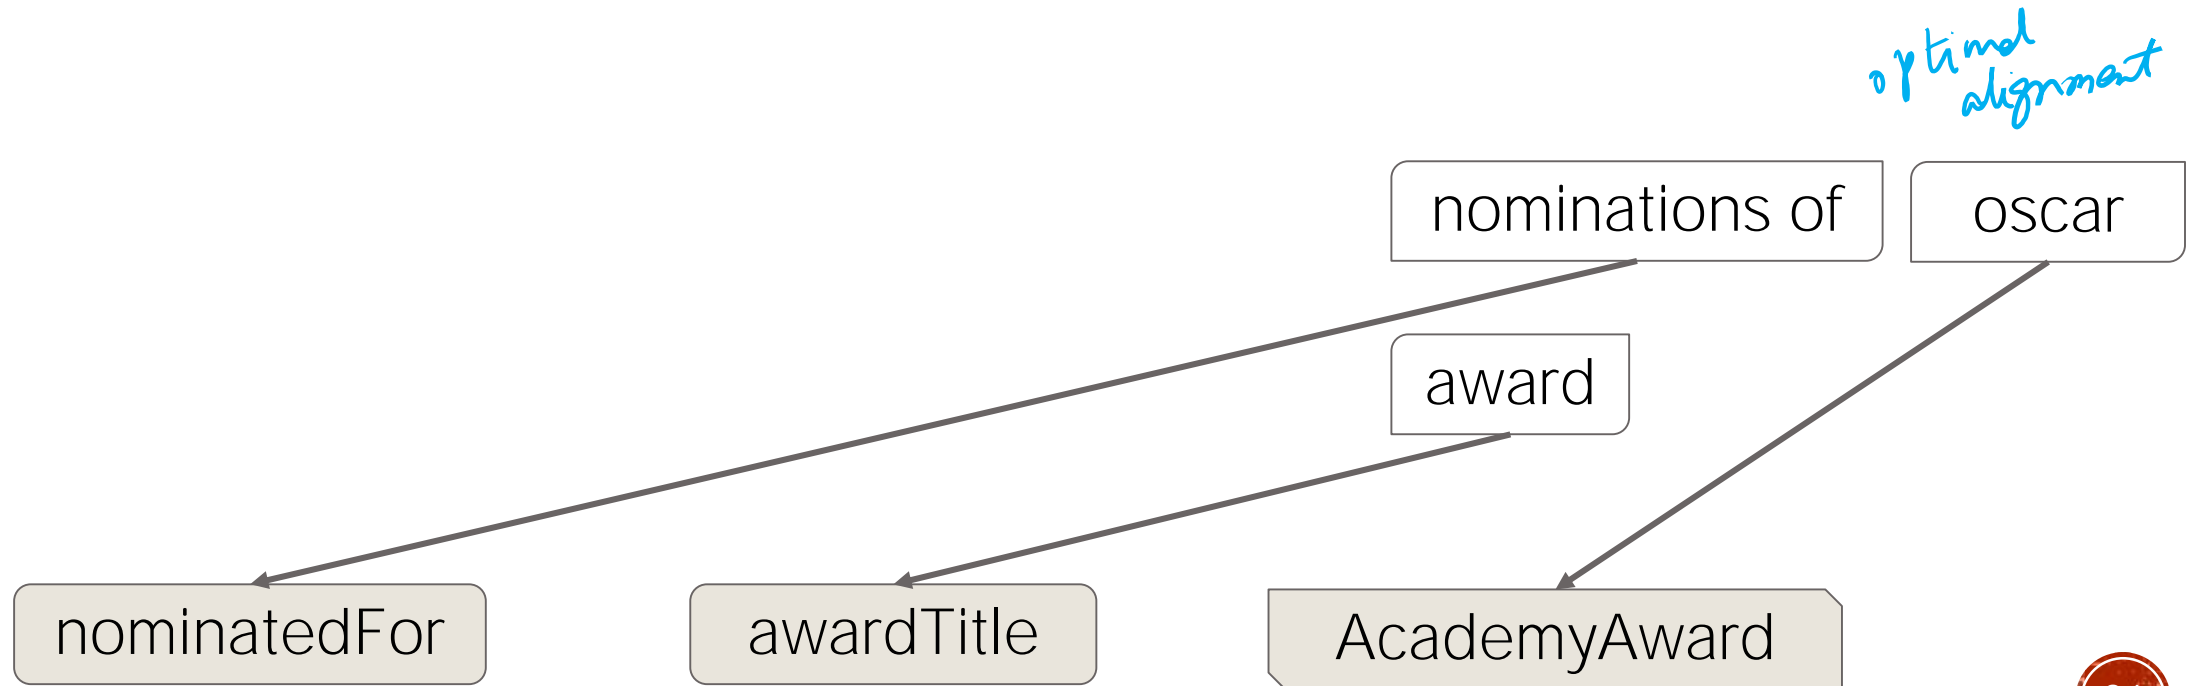 optimal
alignment
nominations of oscar
award
nominatedFor awardTitle AcademyAward